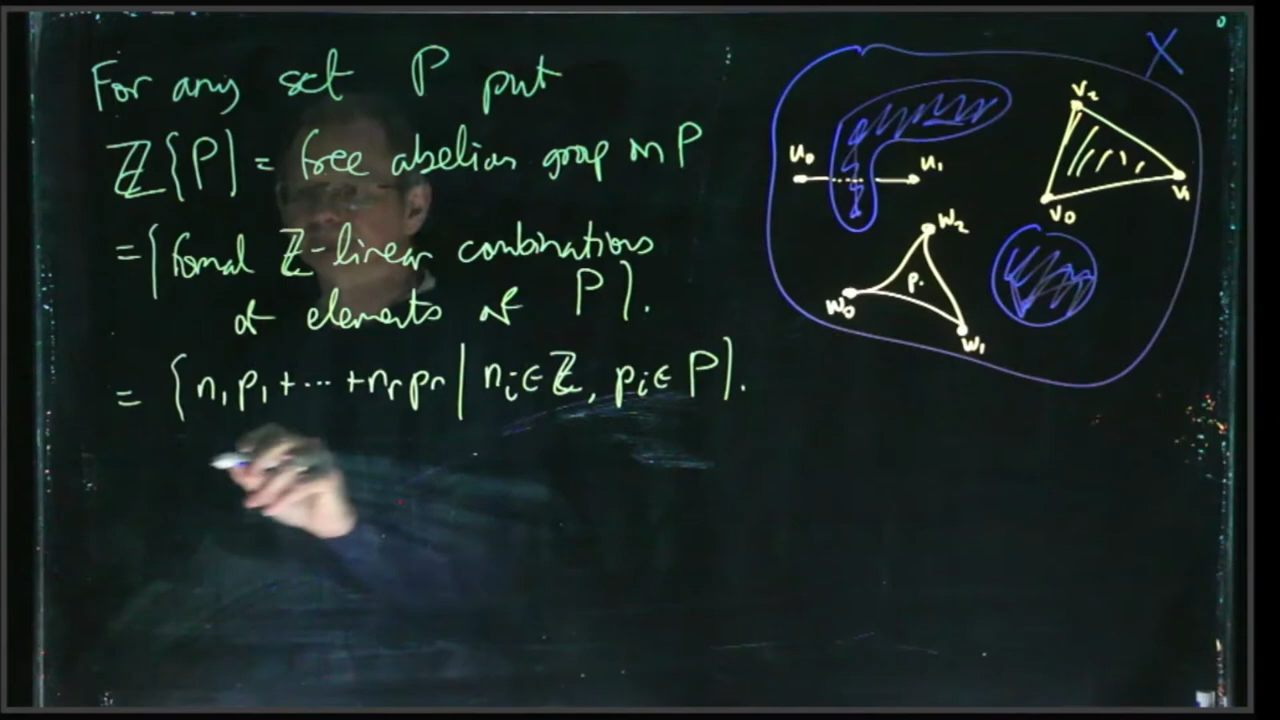 For any set P put
ℤ{P} = free abelian group on P
= {formal ℤ-linear combinations
of elements of P}.
= {n₁p₁+⋯+nᵣpᵣ | nᵢ∈ℤ, pᵢ∈P}.
X
u₀ u₁
v₂
v₁
v₀
w₂
p.
w₀
w₁